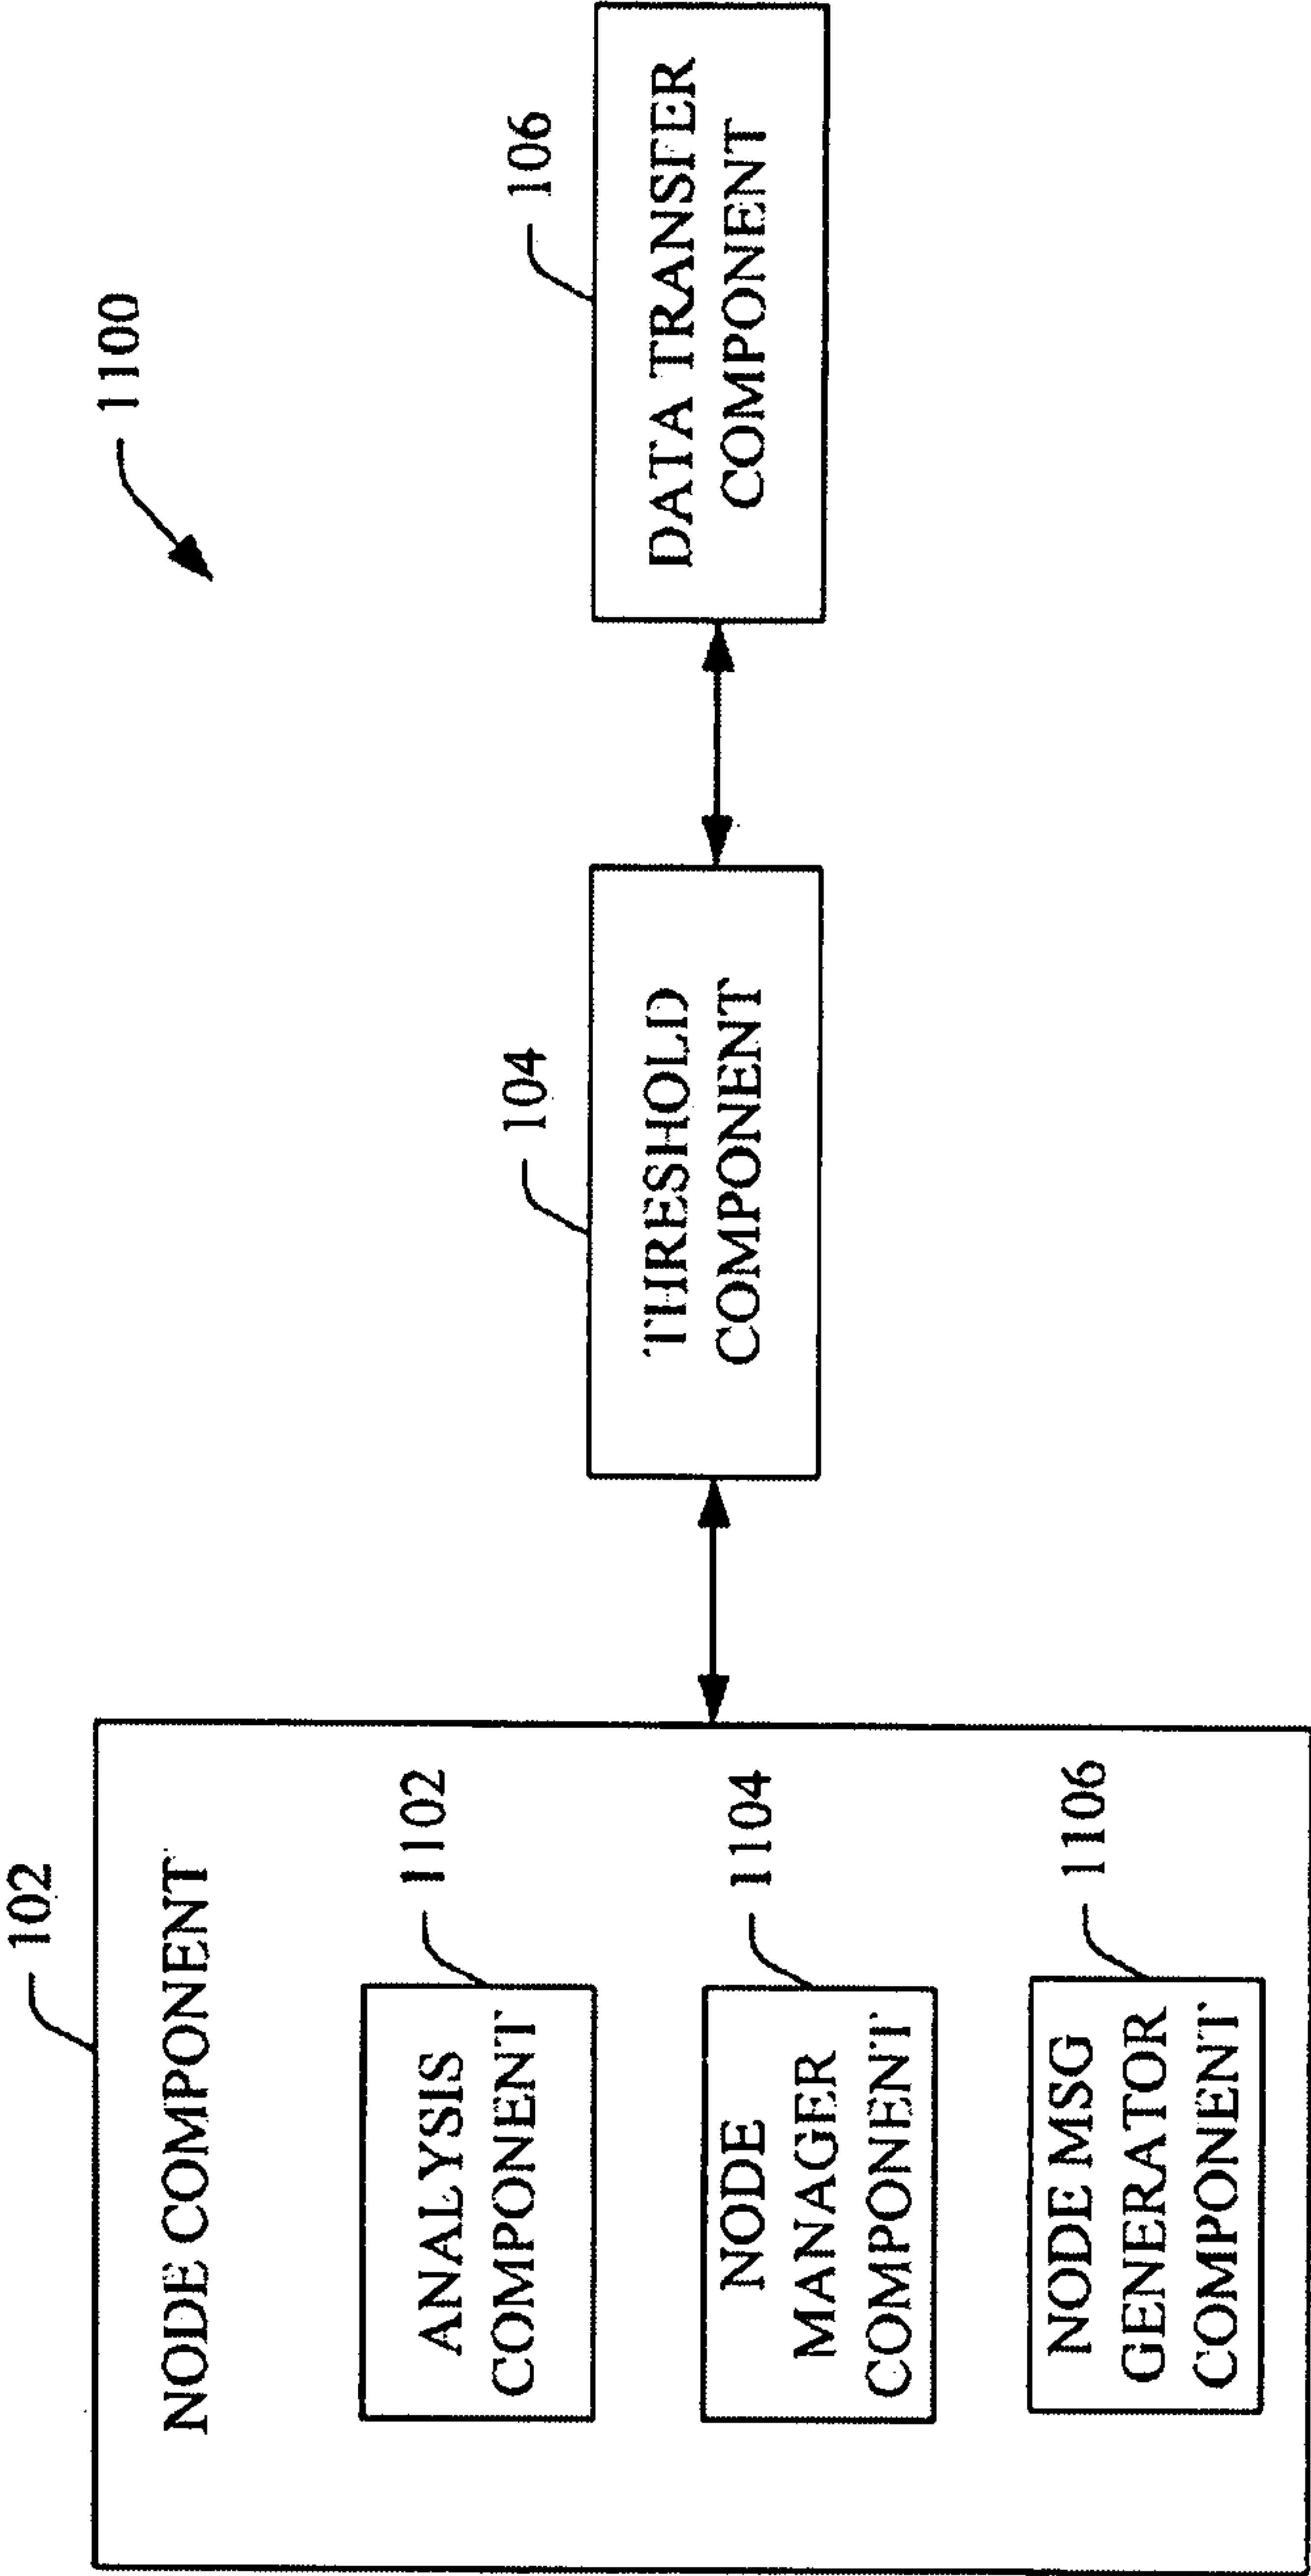 1100
102
NODE COMPONENT
1102
ANALYSIS
COMPONENT
1104
NODE
MANAGER
COMPONENT
1106
NODE MSG
GENERATOR
COMPONENT
104
THRESHOLD
COMPONENT
106
DATA TRANSFER
COMPONENT